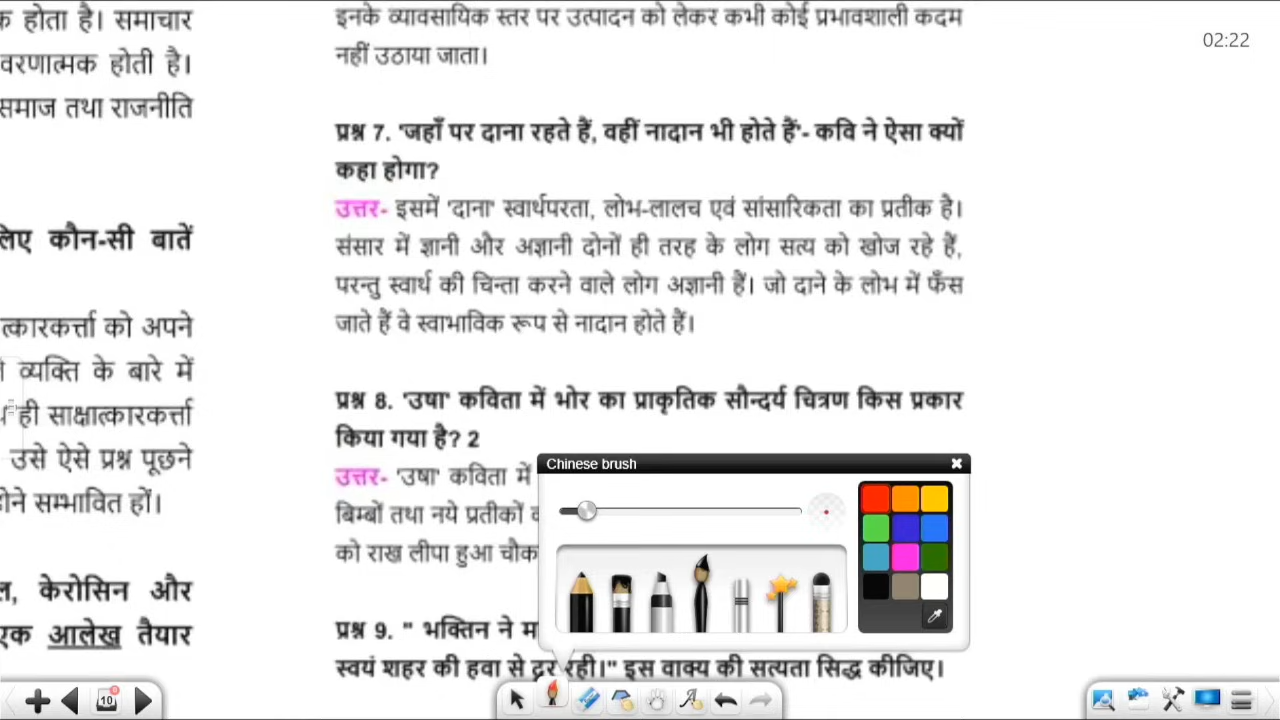 क होता है। समाचार
वरणात्मक होती है।
समाज तथा राजनीति
लिए कौन-सी बातें
त्कारकर्त्ता को अपने
व्यक्ति के बारे में
ही साक्षात्कारकर्त्ता
उसे ऐसे प्रश्न पूछने
होने सम्भावित हों।
ल, केरोसिन और
एक आलेख तैयार
इनके व्यावसायिक स्तर पर उत्पादन को लेकर कभी कोई प्रभावशाली कदम
नहीं उठाया जाता।
प्रश्न 7. 'जहाँ पर दाना रहते हैं, वहीं नादान भी होते हैं'- कवि ने ऐसा क्यों
कहा होगा?
उत्तर- इसमें 'दाना' स्वार्थपरता, लोभ-लालच एवं सांसारिकता का प्रतीक है।
संसार में ज्ञानी और अज्ञानी दोनों ही तरह के लोग सत्य को खोज रहे हैं,
परन्तु स्वार्थ की चिन्ता करने वाले लोग अज्ञानी हैं। जो दाने के लोभ में फँस
जाते हैं वे स्वाभाविक रूप से नादान होते हैं।
प्रश्न 8. 'उषा' कविता में भोर का प्राकृतिक सौन्दर्य चित्रण किस प्रकार
किया गया है? 2
उत्तर- 'उषा' कविता में
बिम्बों तथा नये प्रतीकों
को राख लीपा हुआ चौक
प्रश्न 9. " भक्तिन ने म
स्वयं शहर की हवा से दूर रही।" इस वाक्य की सत्यता सिद्ध कीजिए।
02:22
Chinese brush
10